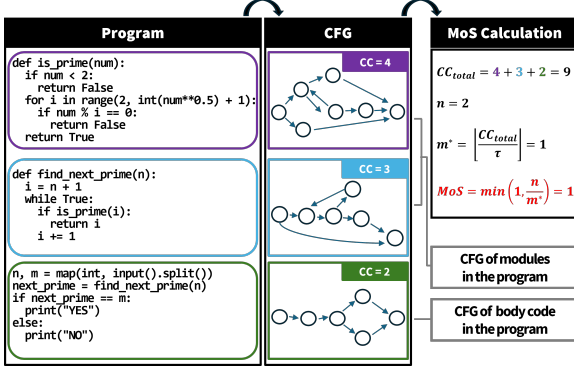 Program
def is_prime(num):
if num < 2:
return False
for i in range(2, int(num**0.5) + 1):
if num % i == 0:
return False
return True
def find_next_prime(n):
i = n + 1
while True:
if is_prime(i):
return i
i += 1
n, m = map(int, input().split())
next_prime = find_next_prime(n)
if next_prime == m:
print("YES")
else:
print("NO")
CFG
CC = 4
CC = 3
CC = 2
MoS Calculation
CC_total = 4 + 3 + 2 = 9
n = 2
m* = ⌊CC_total / τ⌋ = 1
MoS = min(1, n / m*) = 1
CFG of modules
in the program
CFG of body code
in the program